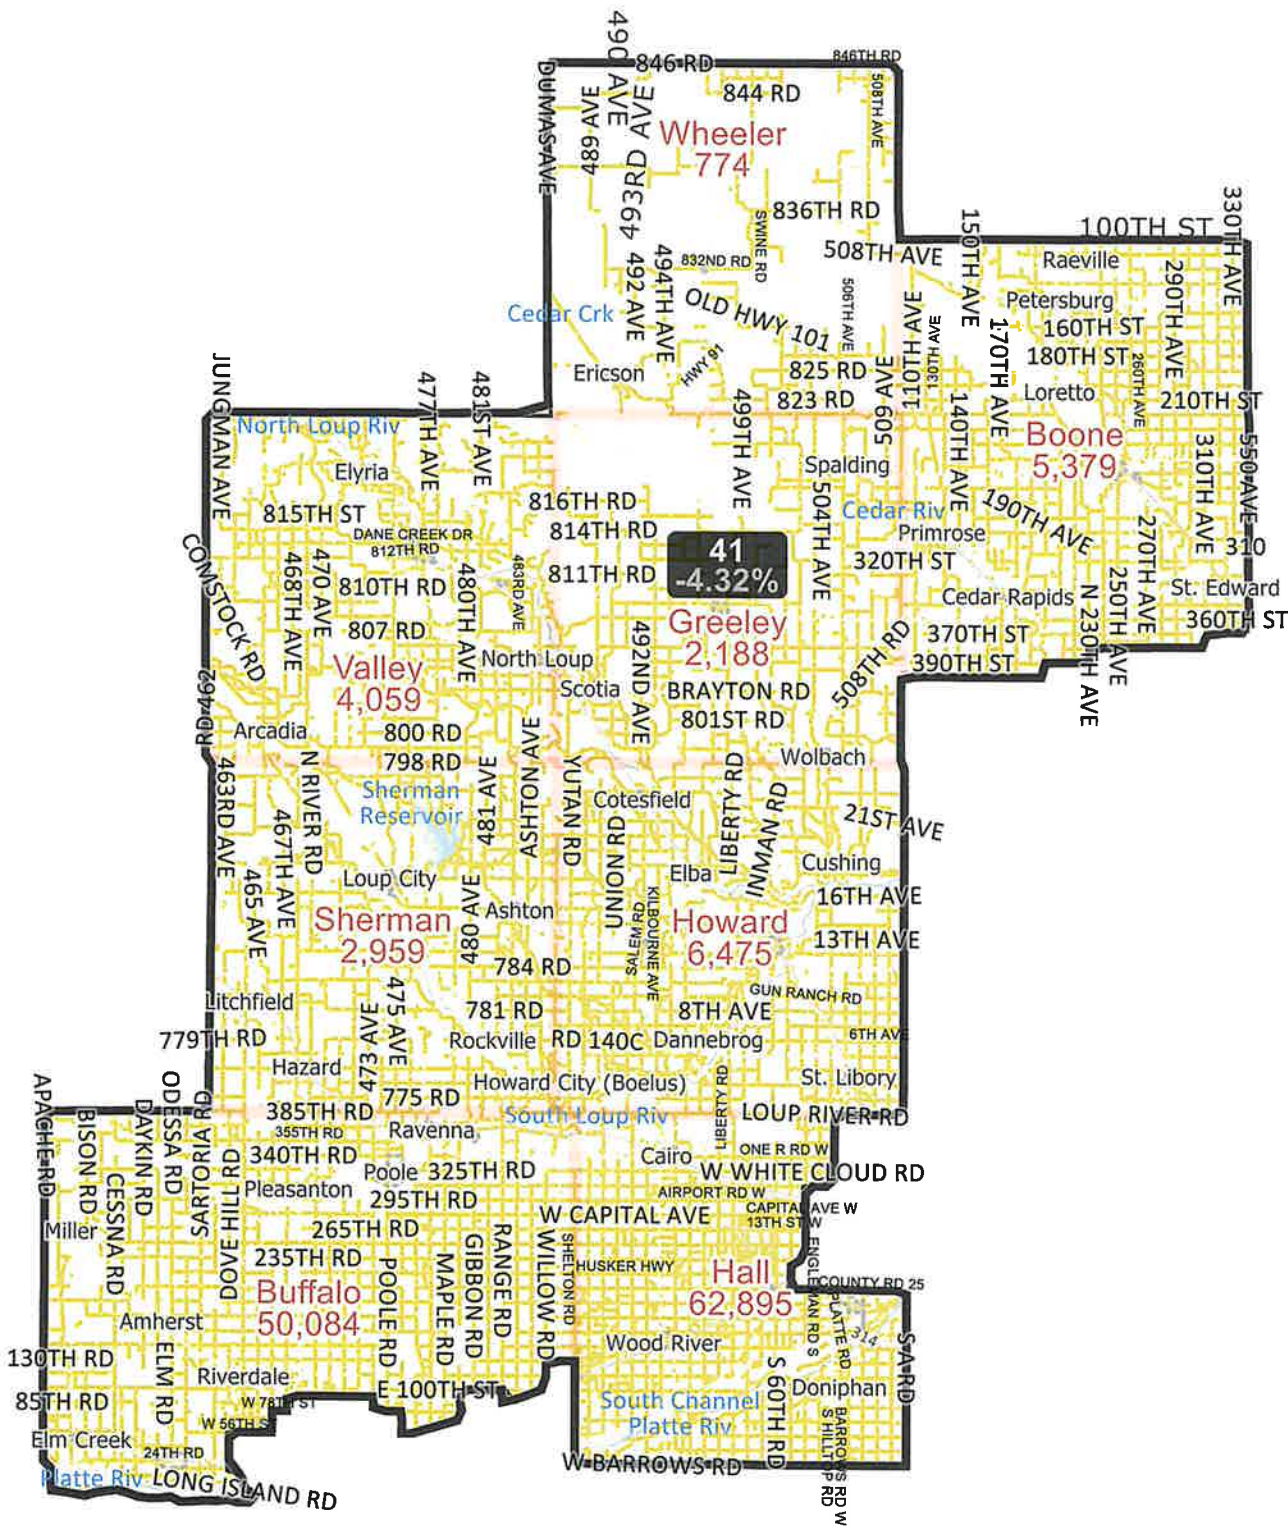 490 AVE
846 RD
846TH RD
DUMAS AVE
489 AVE
493RD AVE
844 RD
508TH AVE
Wheeler
774
836TH RD
SWINE RD
508TH AVE
150TH AVE
100TH ST
330TH AVE
Raeville
832ND RD
492 AVE
494TH AVE
506TH AVE
290TH AVE
Petersburg
Cedar Crk
OLD HWY 101
110TH AVE
130TH AVE
170TH AVE
160TH ST
180TH ST
260TH AVE
Ericson
HWY 91
825 RD
823 RD
509 AVE
140TH AVE
Loretto
210TH ST
JUNGMAN AVE
477TH AVE
481ST AVE
North Loup Riv
499TH AVE
Boone
5,379
310TH AVE
550 AVE
Elyria
Spalding
504TH AVE
816TH RD
Cedar Riv
190TH AVE
815TH ST
814TH RD
Primrose
270TH AVE
DANE CREEK DR
812TH RD
41
-4.32%
310
COMSTOCK RD
468TH AVE
470 AVE
810TH RD
480TH AVE
483RD AVE
811TH RD
320TH ST
St. Edward
Cedar Rapids
N 230TH AVE
250TH AVE
360TH ST
807 RD
Greeley
2,188
492ND AVE
508TH RD
370TH ST
390TH ST
Valley
4,059
North Loup
Scotia
BRAYTON RD
801ST RD
RD 462
Arcadia
800 RD
798 RD
ASHTON AVE
Wolbach
463RD AVE
N RIVER RD
Sherman
Reservoir
481 AVE
YUTAN RD
Cotesfield
LIBERTY RD
INMAN RD
21ST AVE
467TH AVE
UNION RD
465 AVE
Loup City
Elba
Cushing
480 AVE
Ashton
SALEM RD
KILBOURNE AVE
16TH AVE
Sherman
2,959
Howard
6,475
13TH AVE
784 RD
Litchfield
475 AVE
473 AVE
781 RD
GUN RANCH RD
8TH AVE
779TH RD
Rockville
RD 140C
Dannebrog
6TH AVE
Hazard
Howard City (Boelus)
LIBERTY RD
St. Libory
APACHE RD
BISON RD
CESSNA RD
DAYKIN RD
ODESSA RD
SARTORIA RD
DOVE HILL RD
775 RD
385TH RD
South Loup Riv
LOUP RIVER RD
355TH RD
Ravenna
340TH RD
Poole
325TH RD
Cairo
ONE R RD W
W WHITE CLOUD RD
Pleasanton
295TH RD
AIRPORT RD W
Miller
265TH RD
W CAPITAL AVE
CAPITAL AVE W
13TH ST W
235TH RD
POOLE RD
MAPLE RD
GIBBON RD
RANGE RD
WILLOW RD
SHELTON RD
HUSKER HWY
ENGLEMAN RD S
COUNTY RD 25
Buffalo
50,084
Hall
62,895
PLATTE RD
314
S A RD
Amherst
Wood River
130TH RD
ELM RD
Riverdale
S 60TH RD
Doniphan
85TH RD
W 78TH ST
E 100TH ST
South Channel
Platte Riv
BARROWS RD W
S HILLTOP RD
W 56TH ST
Elm Creek
24TH RD
W BARROWS RD
Platte Riv
LONG ISLAND RD